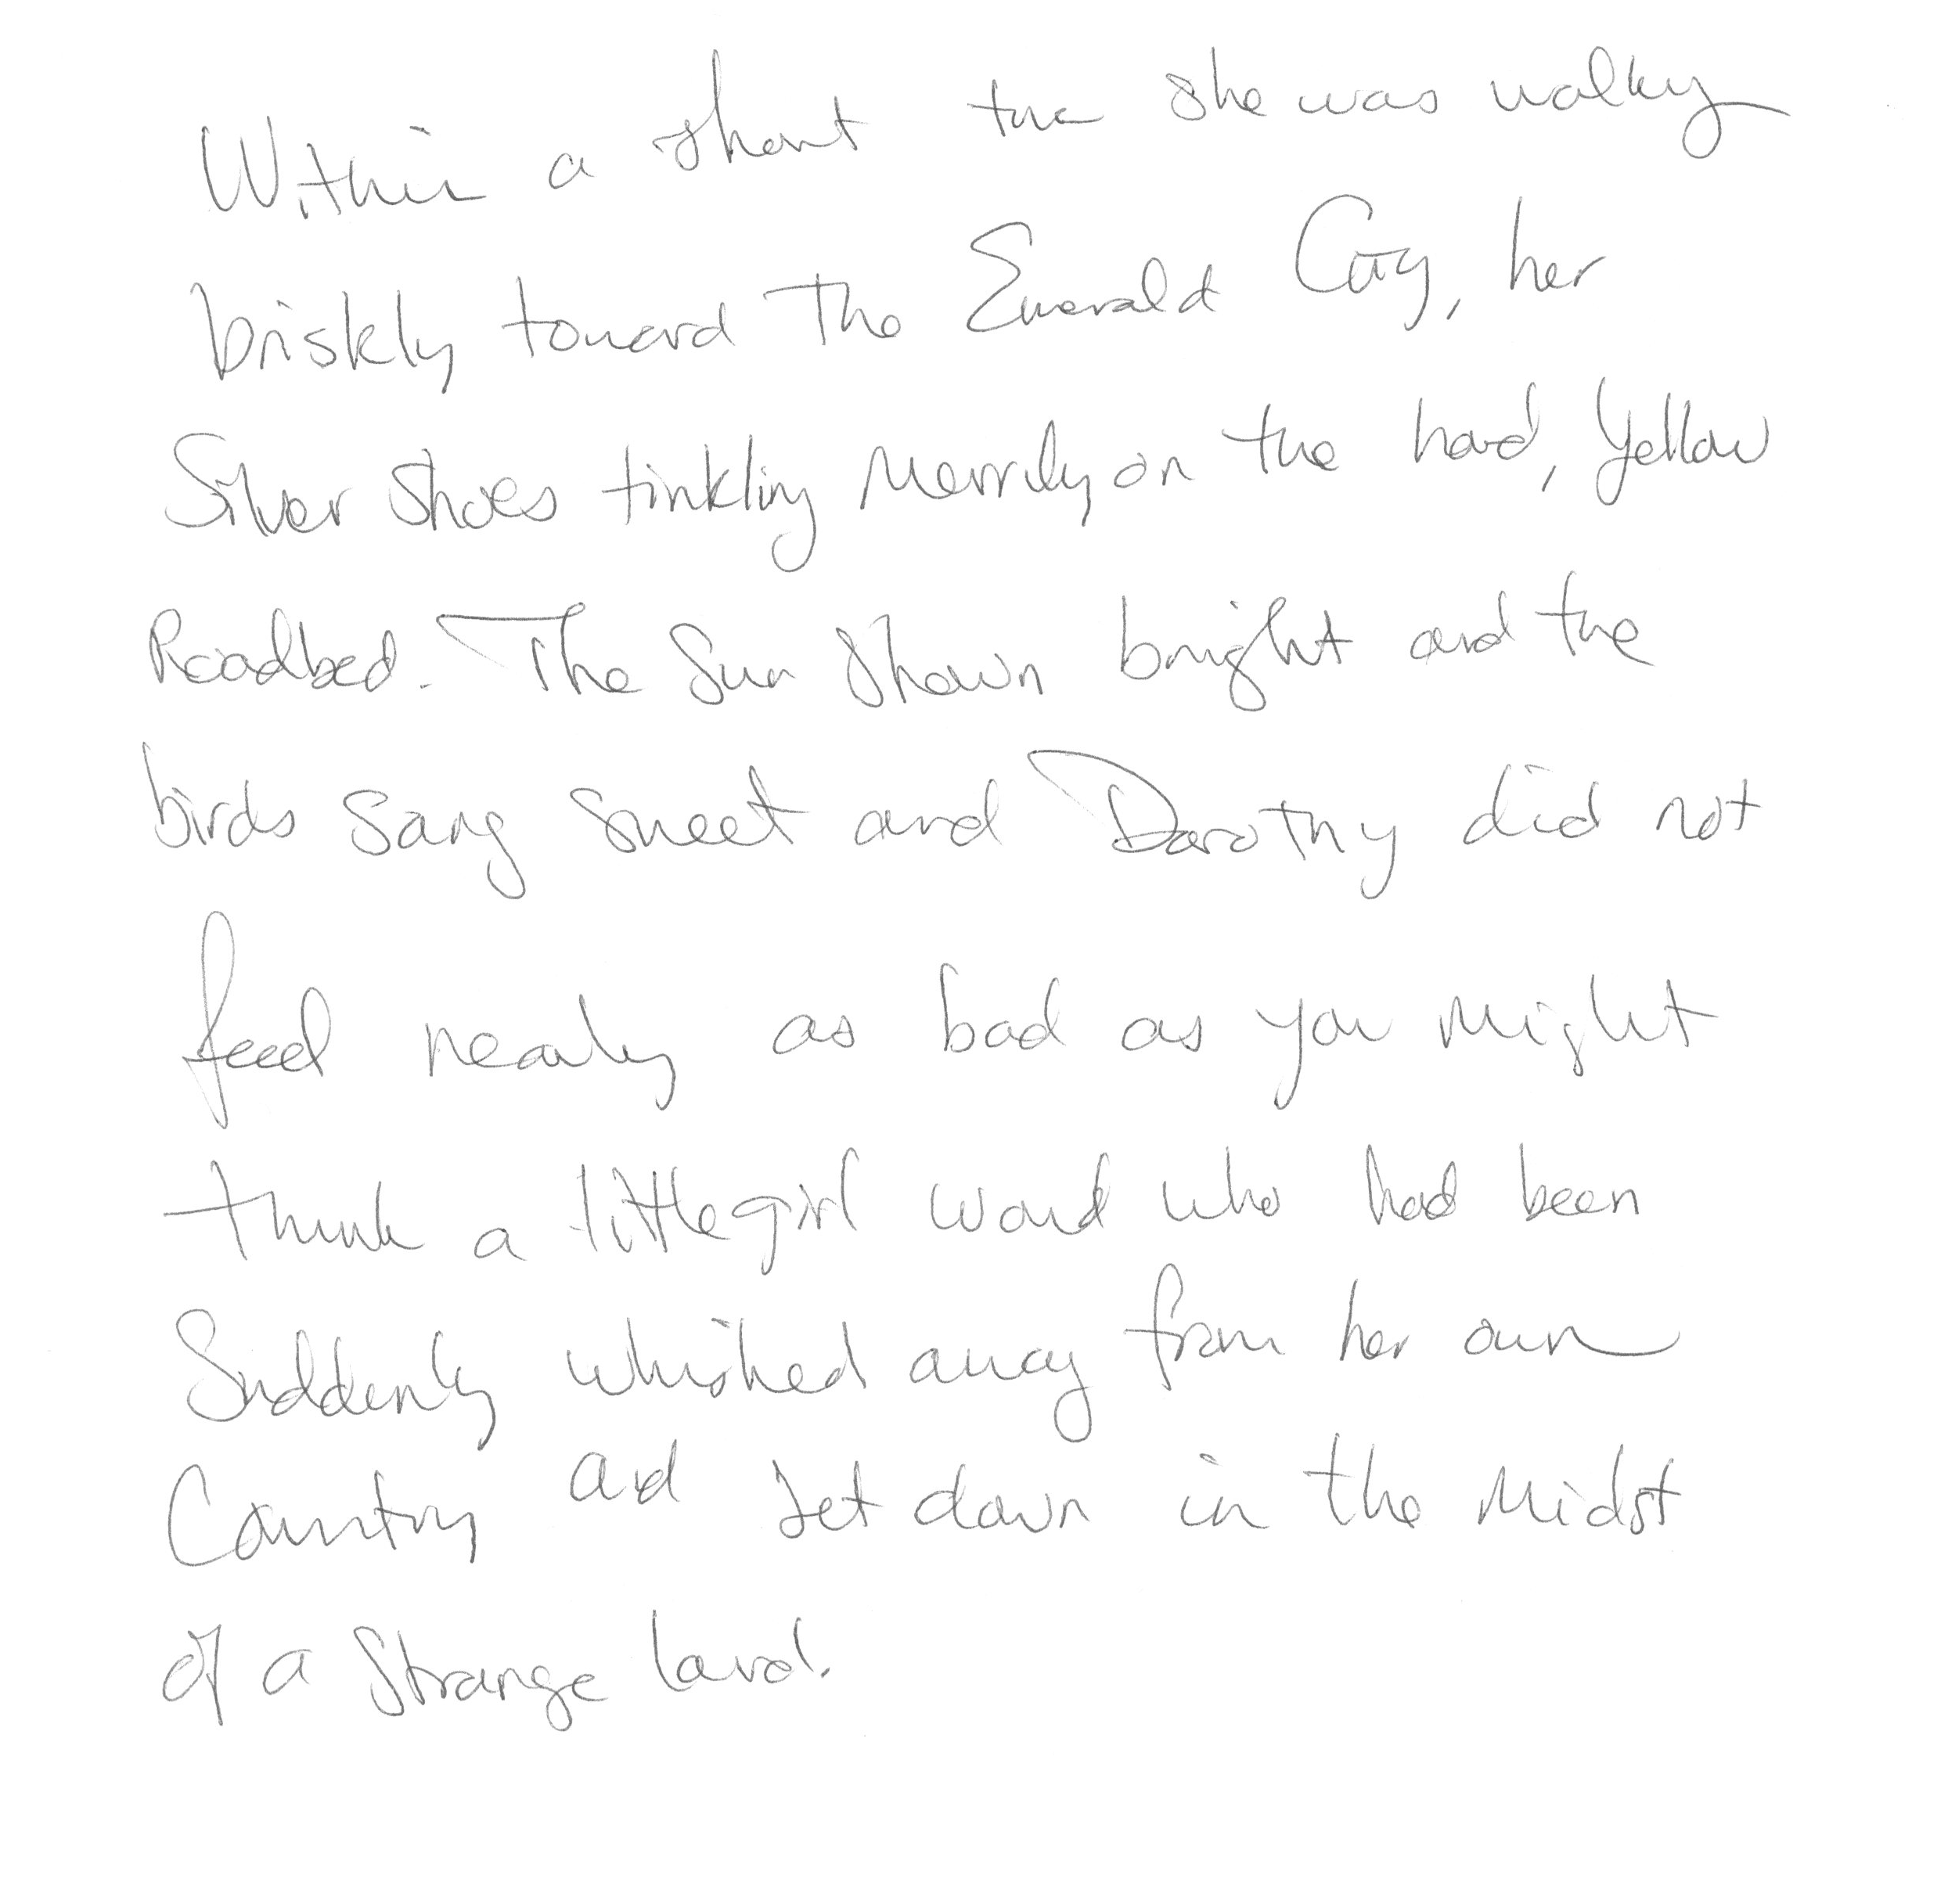 Within a short time she was walking
briskly toward The Emerald City, her
Silver Shoes tinkling Merrily on the hard, Yellow
Roadbed. The Sun Shown bright and the
birds Sang Sweet and Dorothy did not
feel nearly as bad as you Might
think a little girl would who had been
Suddenly whisked away from her own
Country and Set down in the Midst
of a Strange land.